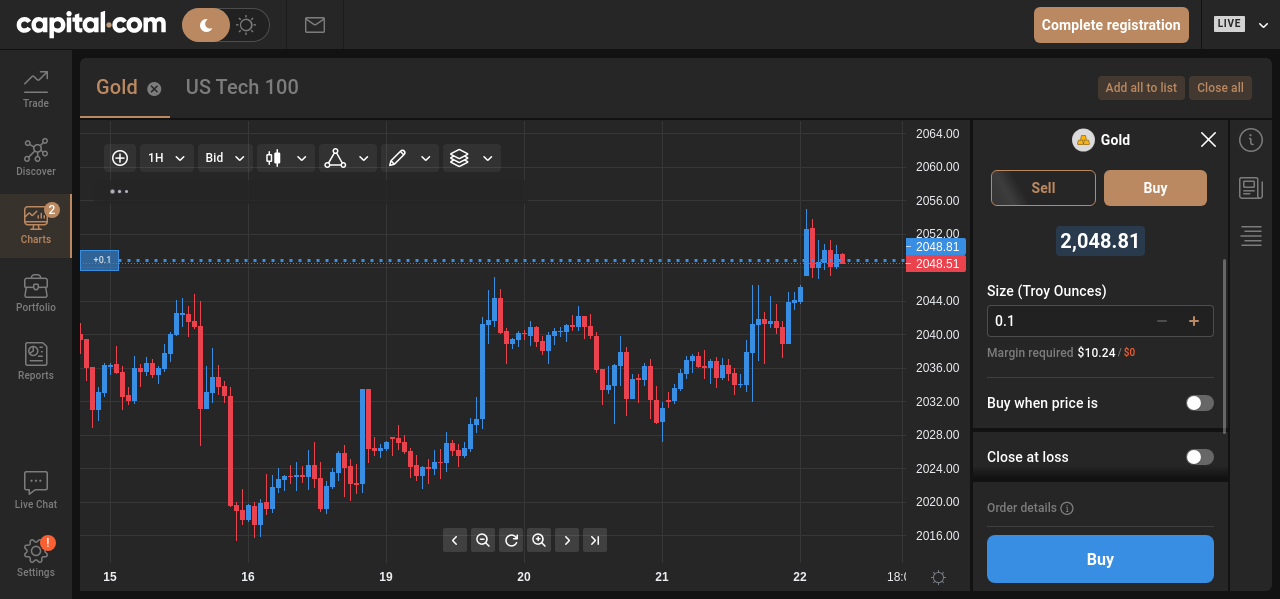 capital.com
Complete registration
LIVE
Trade
Discover
2
Charts
Portfolio
Reports
Live Chat
!
Settings
Gold
US Tech 100
Add all to list
Close all
1H
Bid
+0.1
2064.00
2060.00
2056.00
2052.00
2048.81
2048.51
2044.00
2040.00
2036.00
2032.00
2028.00
2024.00
2020.00
2016.00
15 16 19 20 21 22 18:0
Gold
Sell
Buy
2,048.81
Size (Troy Ounces)
0.1
Margin required $10.24 / $0
Buy when price is
Close at loss
Order details
Buy